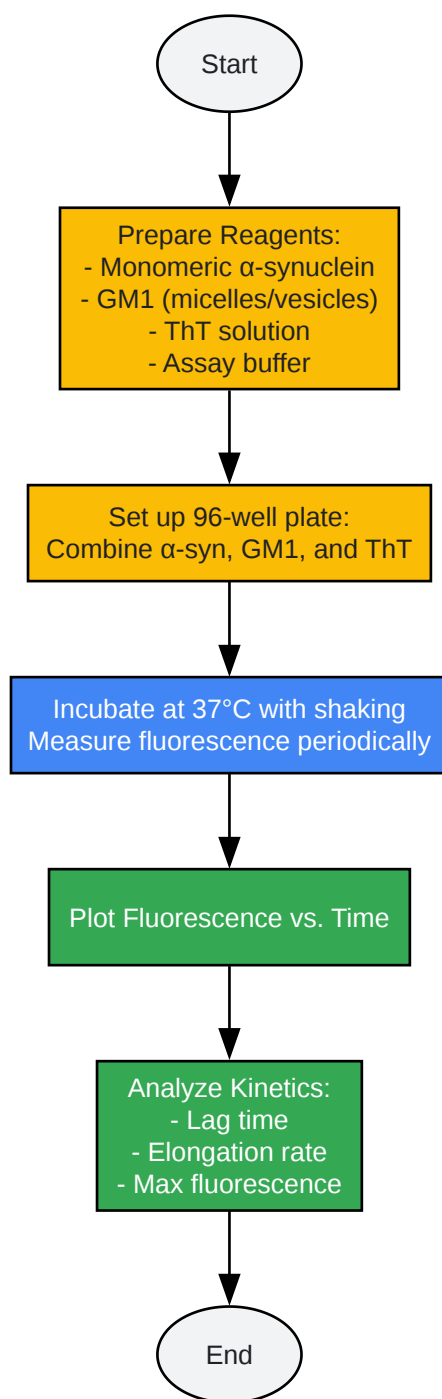 Start
Prepare Reagents:
- Monomeric α-synuclein
- GM1 (micelles/vesicles)
- ThT solution
- Assay buffer
Set up 96-well plate:
Combine α-syn, GM1, and ThT
Incubate at 37°C with shaking
Measure fluorescence periodically
Plot Fluorescence vs. Time
Analyze Kinetics:
- Lag time
- Elongation rate
- Max fluorescence
End